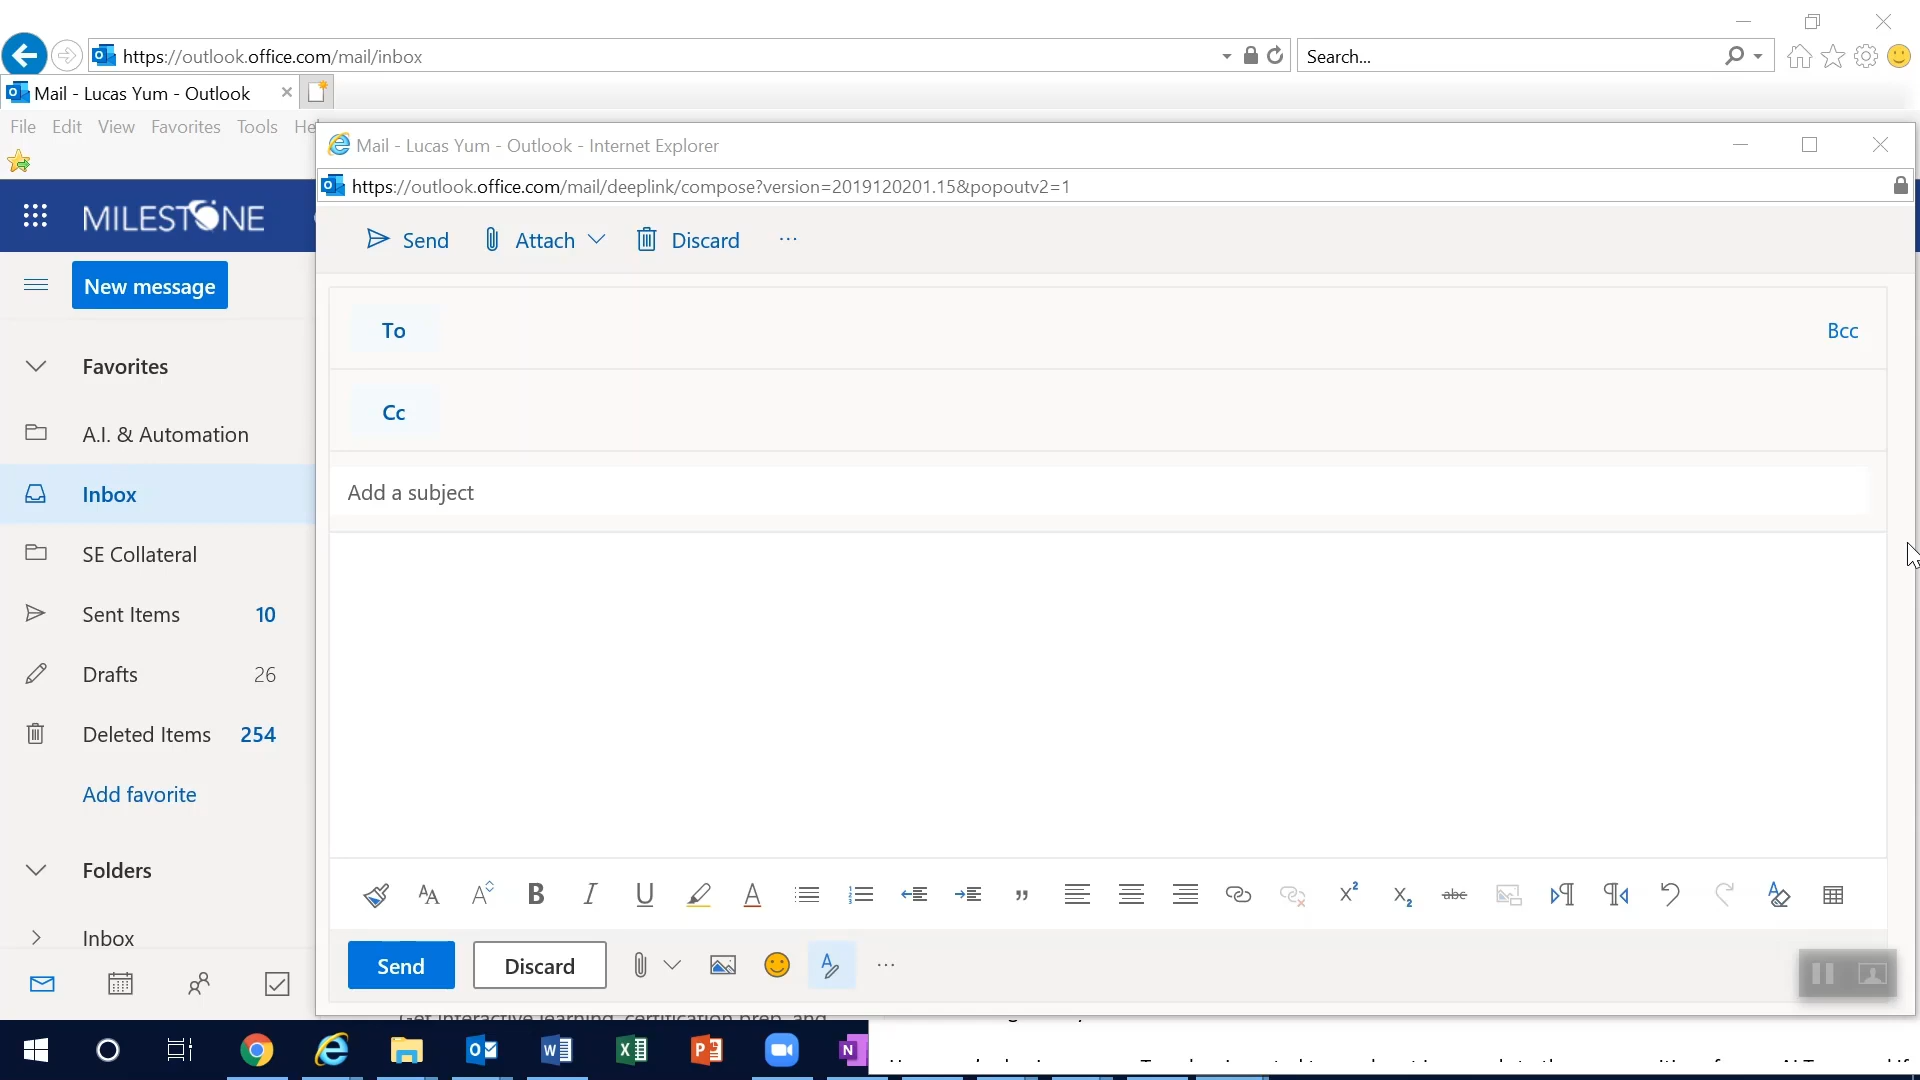 https://outlook.office.com/mail/inbox
Search...
Mail - Lucas Yum - Outlook
File Edit View Favorites Tools
Mail - Lucas Yum - Outlook - Internet Explorer
https://outlook.office.com/mail/deeplink/compose?version=2019120201.15&popoutv2=1
MILESTONE
Send Attach Discard ...
New message
To
Bcc
Cc
Add a subject
Favorites
A.I. & Automation
Inbox
SE Collateral
Sent Items 10
Drafts 26
Deleted Items 254
Add favorite
Folders
Inbox
Send Discard ...